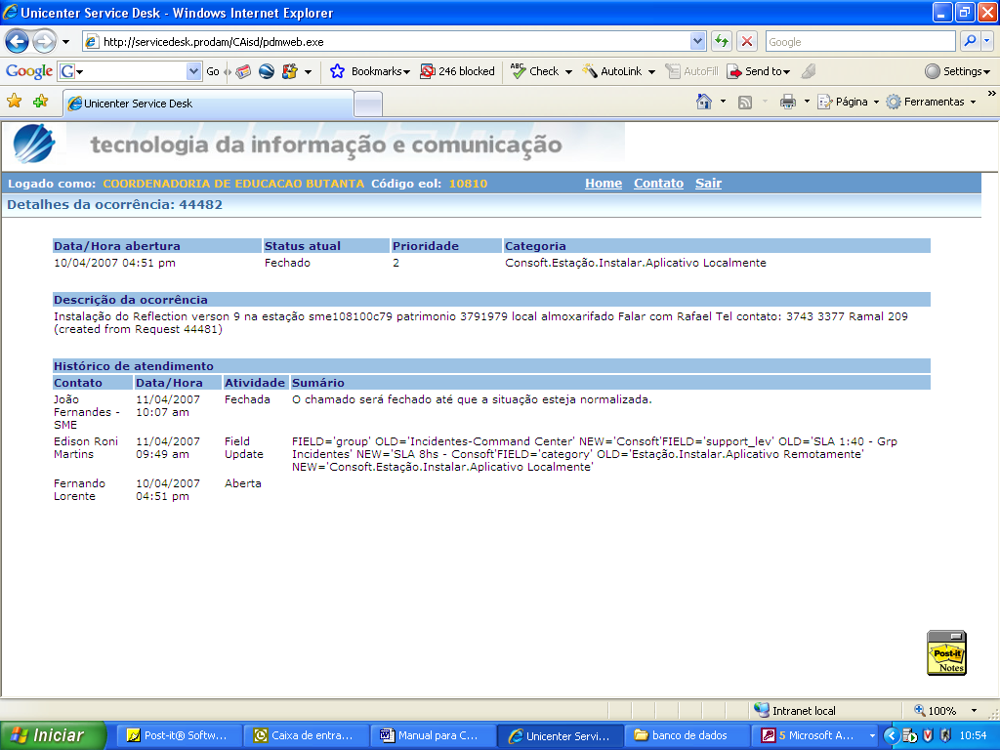 Unicenter Service Desk - Windows Internet Explorer
http://servicedesk.prodam/CAisd/pdmweb.exe
Google
Google G Go Bookmarks 246 blocked Check AutoLink AutoFill Send to Settings
Unicenter Service Desk
Página Ferramentas
tecnologia da informação e comunicação
Logado como: COORDENADORIA DE EDUCACAO BUTANTA Código eol: 10810 Home Contato Sair
Detalhes da ocorrência: 44482
Data/Hora abertura Status atual Prioridade Categoria
10/04/2007 04:51 pm Fechado 2 Consoft.Estação.Instalar.Aplicativo Localmente
Descrição da ocorrência
Instalação do Reflection verson 9 na estação sme108100c79 patrimonio 3791979 local almoxarifado Falar com Rafael Tel contato: 3743 3377 Ramal 209
(created from Request 44481)
Histórico de atendimento
Contato Data/Hora Atividade Sumário
João Fernandes - SME 11/04/2007 10:07 am Fechada O chamado será fechado até que a situação esteja normalizada.
Edison Roni Martins 11/04/2007 09:49 am Field Update FIELD='group' OLD='Incidentes-Command Center' NEW='Consoft'FIELD='support_lev' OLD='SLA 1:40 - Grp
Incidentes' NEW='SLA 8hs - Consoft'FIELD='category' OLD='Estação.Instalar.Aplicativo Remotamente'
NEW='Consoft.Estação.Instalar.Aplicativo Localmente'
Fernando Lorente 10/04/2007 04:51 pm Aberta
Post-it
Notes
Intranet local 100%
Iniciar Post-it® Softw... Caixa de entra... Manual para C... Unicenter Servi... banco de dados 5 Microsoft A... 10:54